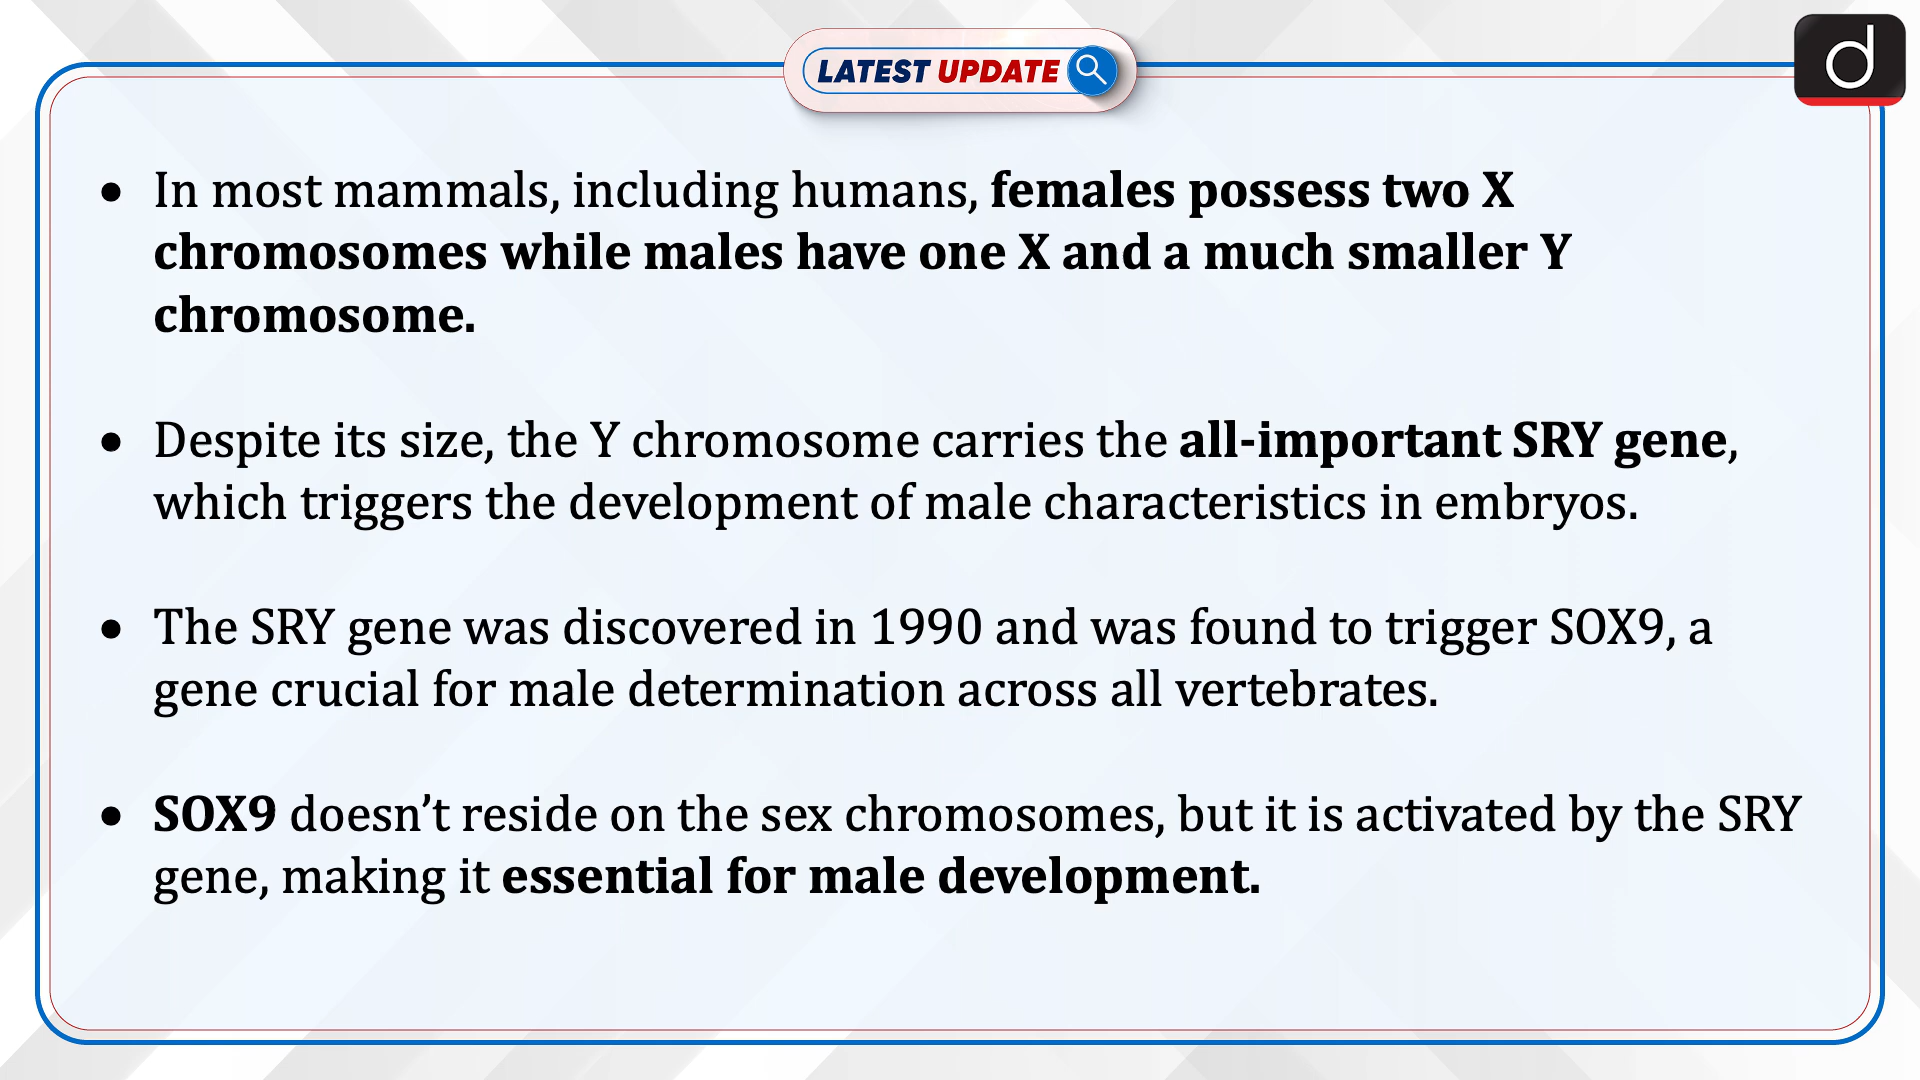 LATEST UPDATE
d
• In most mammals, including humans, females possess two X
chromosomes while males have one X and a much smaller Y
chromosome.
• Despite its size, the Y chromosome carries the all-important SRY gene,
which triggers the development of male characteristics in embryos.
• The SRY gene was discovered in 1990 and was found to trigger SOX9, a
gene crucial for male determination across all vertebrates.
• SOX9 doesn’t reside on the sex chromosomes, but it is activated by the SRY
gene, making it essential for male development.